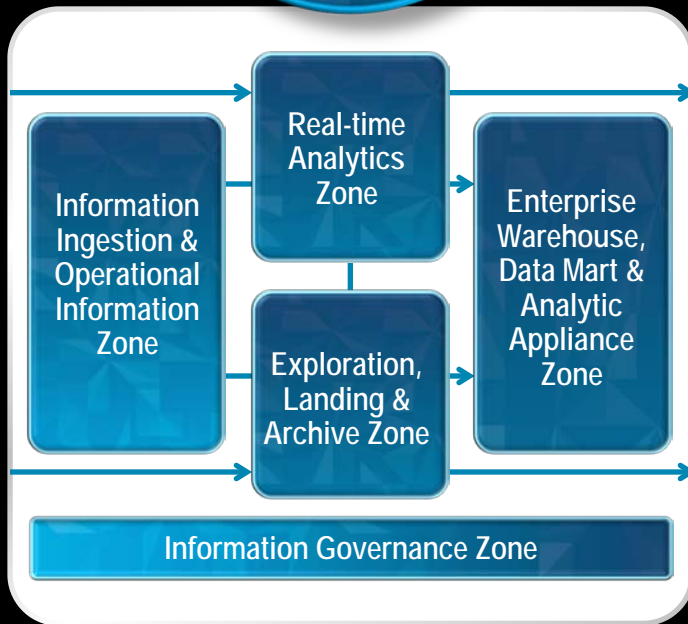 Real-time
Analytics
Zone
Information
Ingestion &
Operational
Information
Zone
Enterprise
Warehouse,
Data Mart &
Analytic
Appliance
Zone
Exploration,
Landing &
Archive Zone
Information Governance Zone